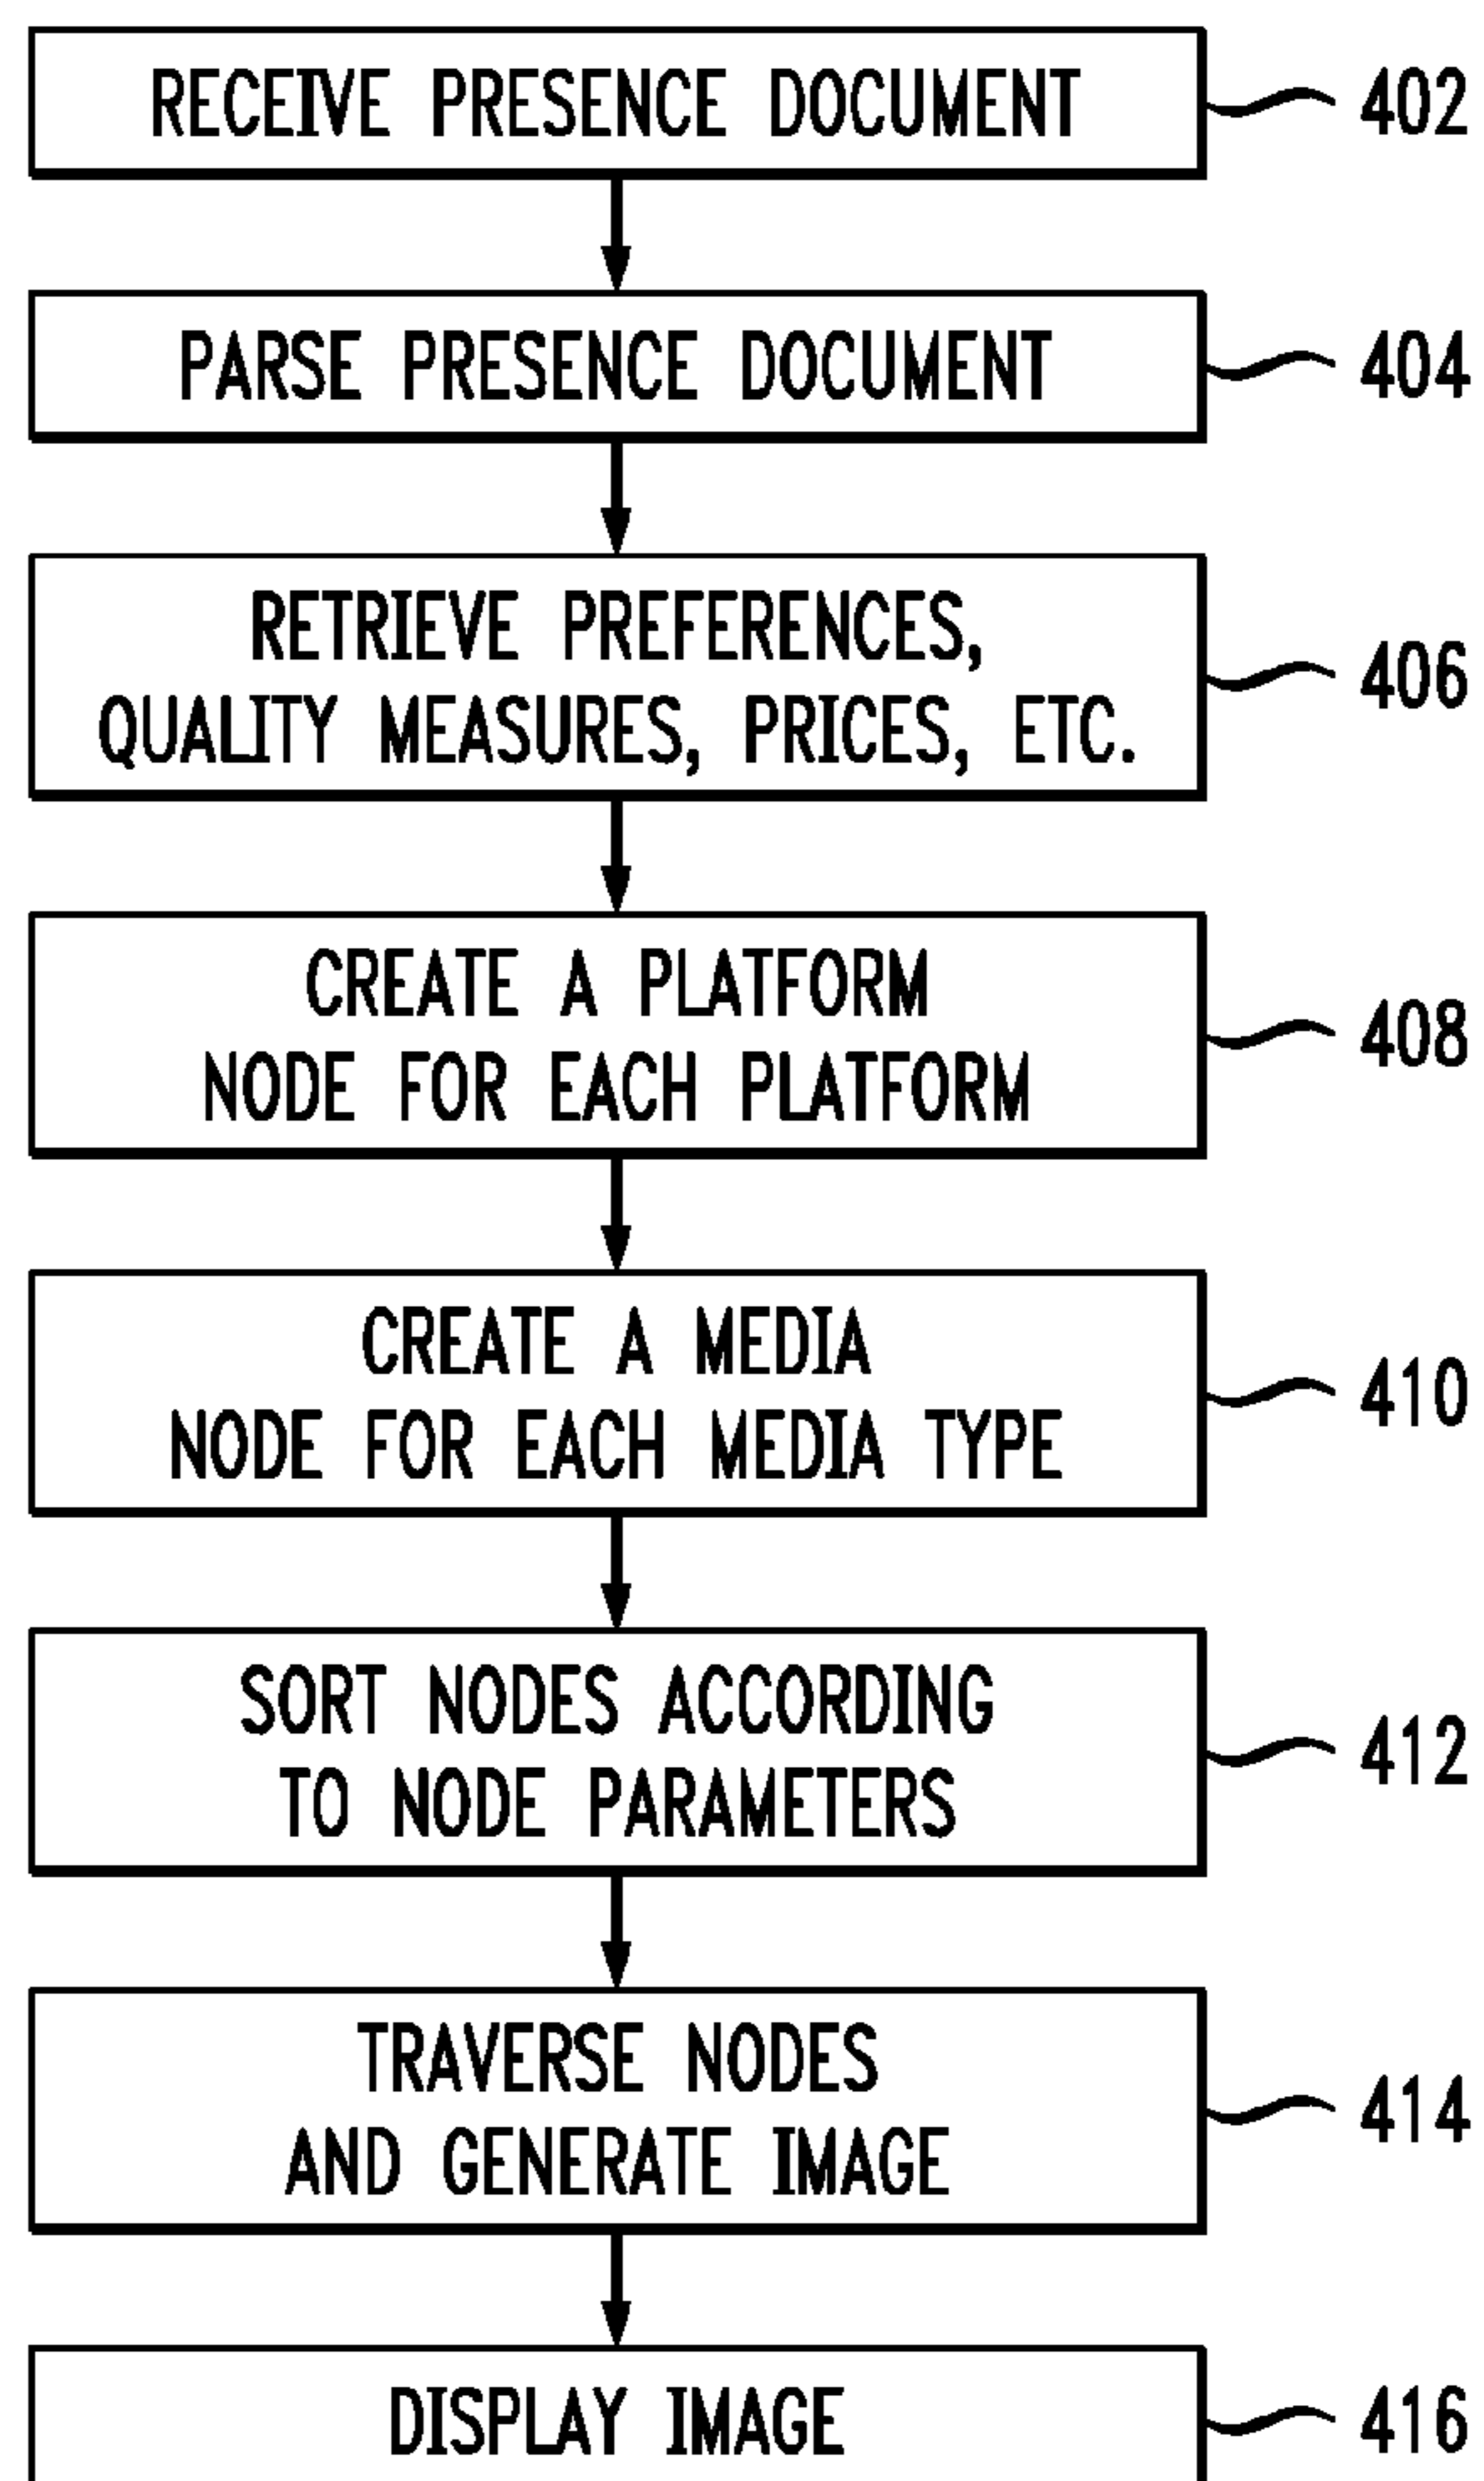 RECEIVE PRESENCE DOCUMENT
402
PARSE PRESENCE DOCUMENT
404
RETRIEVE PREFERENCES,
QUALITY MEASURES, PRICES, ETC.
406
CREATE A PLATFORM
NODE FOR EACH PLATFORM
408
CREATE A MEDIA
NODE FOR EACH MEDIA TYPE
410
SORT NODES ACCORDING
TO NODE PARAMETERS
412
TRAVERSE NODES
AND GENERATE IMAGE
414
DISPLAY IMAGE
416